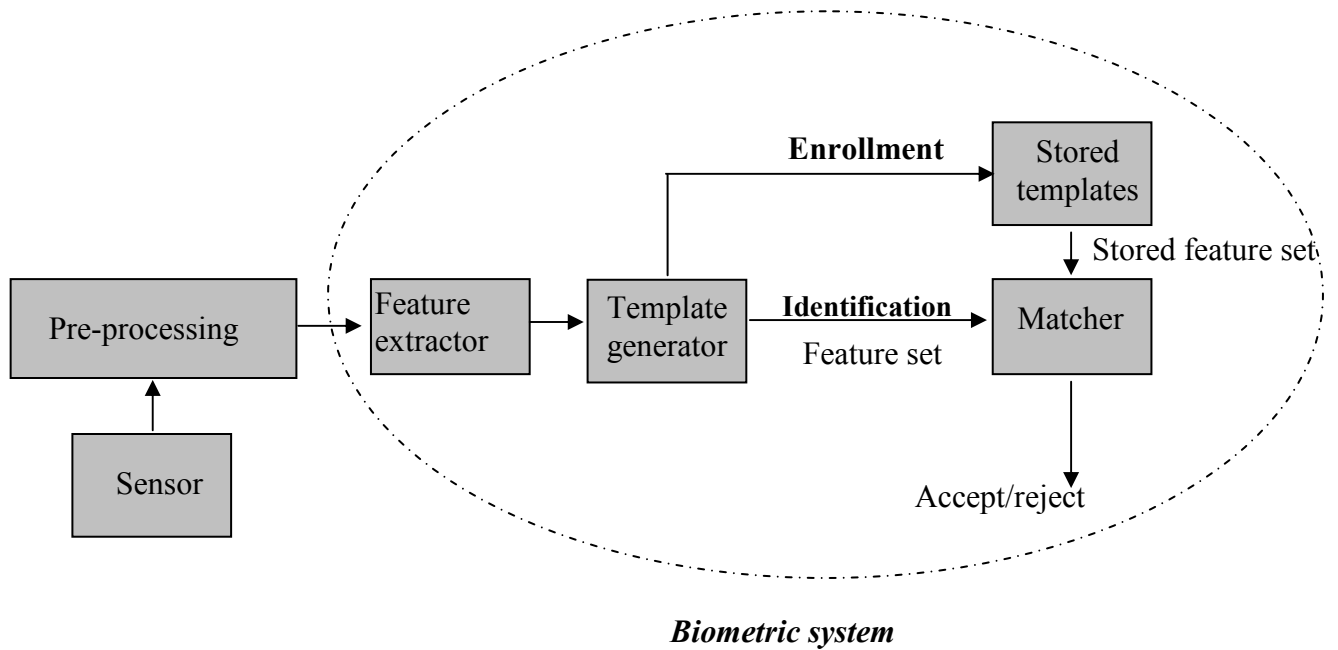 Enrollment
Stored
templates
Stored feature set
Pre-processing
Feature
extractor
Template
generator
Identification
Feature set
Matcher
Sensor
Accept/reject
Biometric system